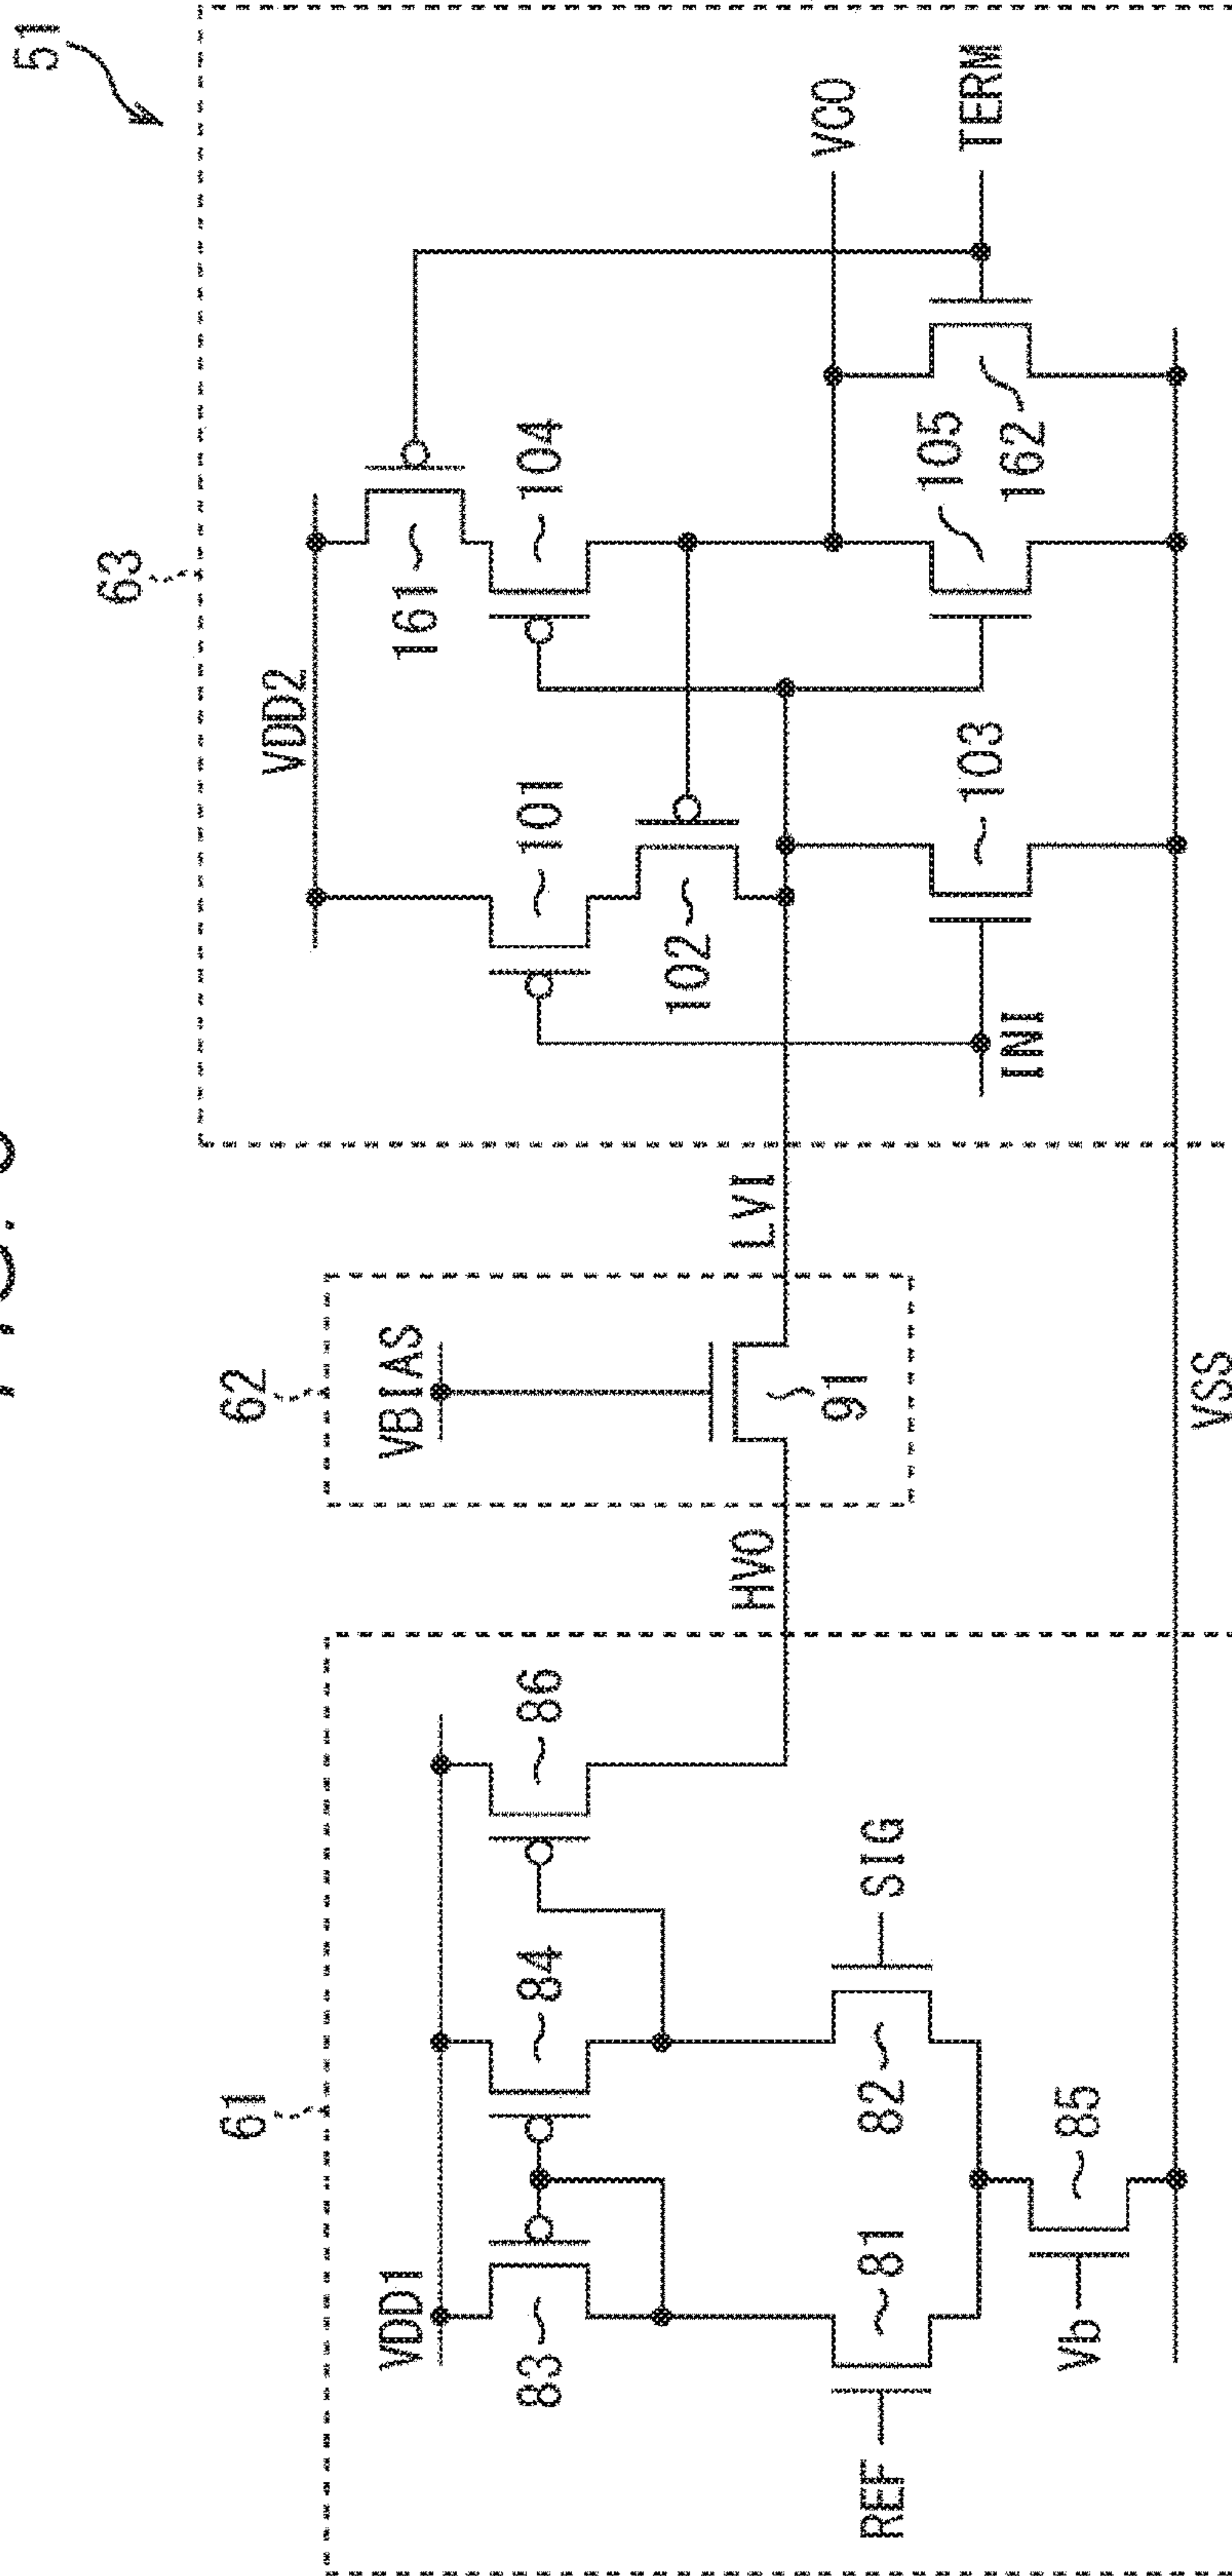 51
63
VDD2
161
104
101
102
VCO
TERM
105
162
103
INI
LVI
62
VBIAS
91
HVO
VSS
61
VDD1
83
84
86
SIG
82
81
REF
85
Vb